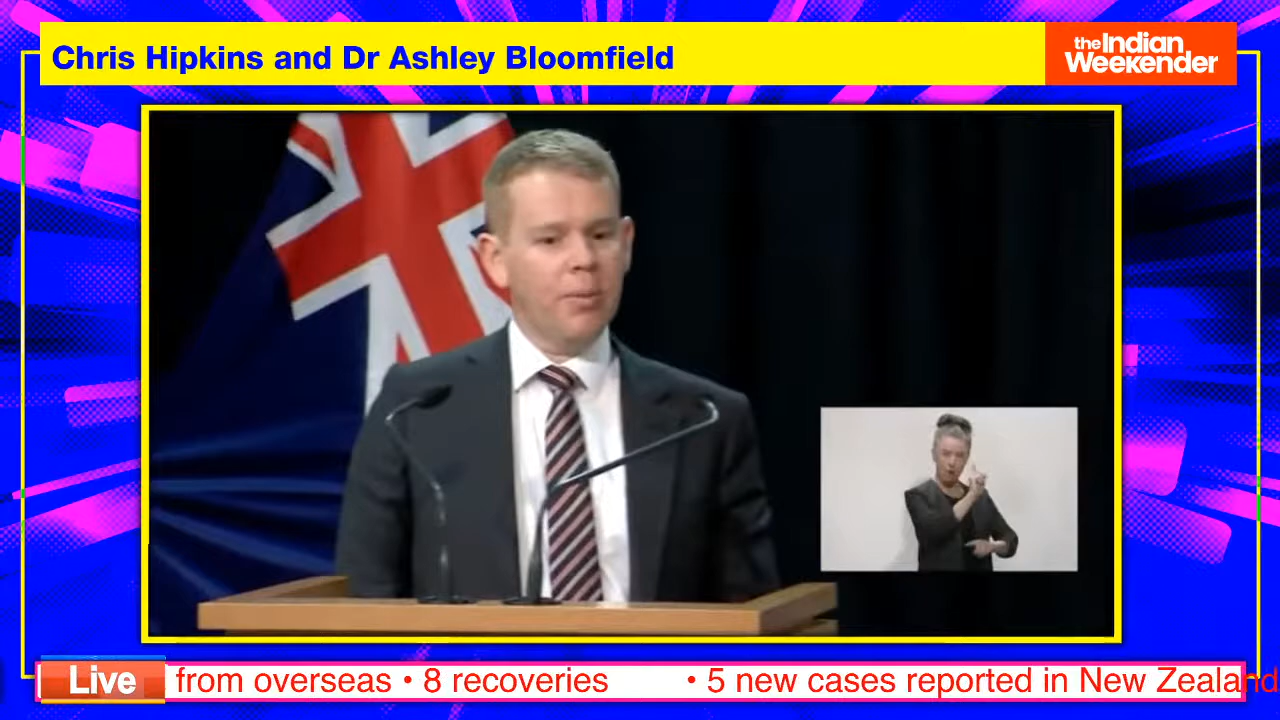 Chris Hipkins and Dr Ashley Bloomfield
the Indian
Weekender
Live
from overseas • 8 recoveries • 5 new cases reported in New Zealand